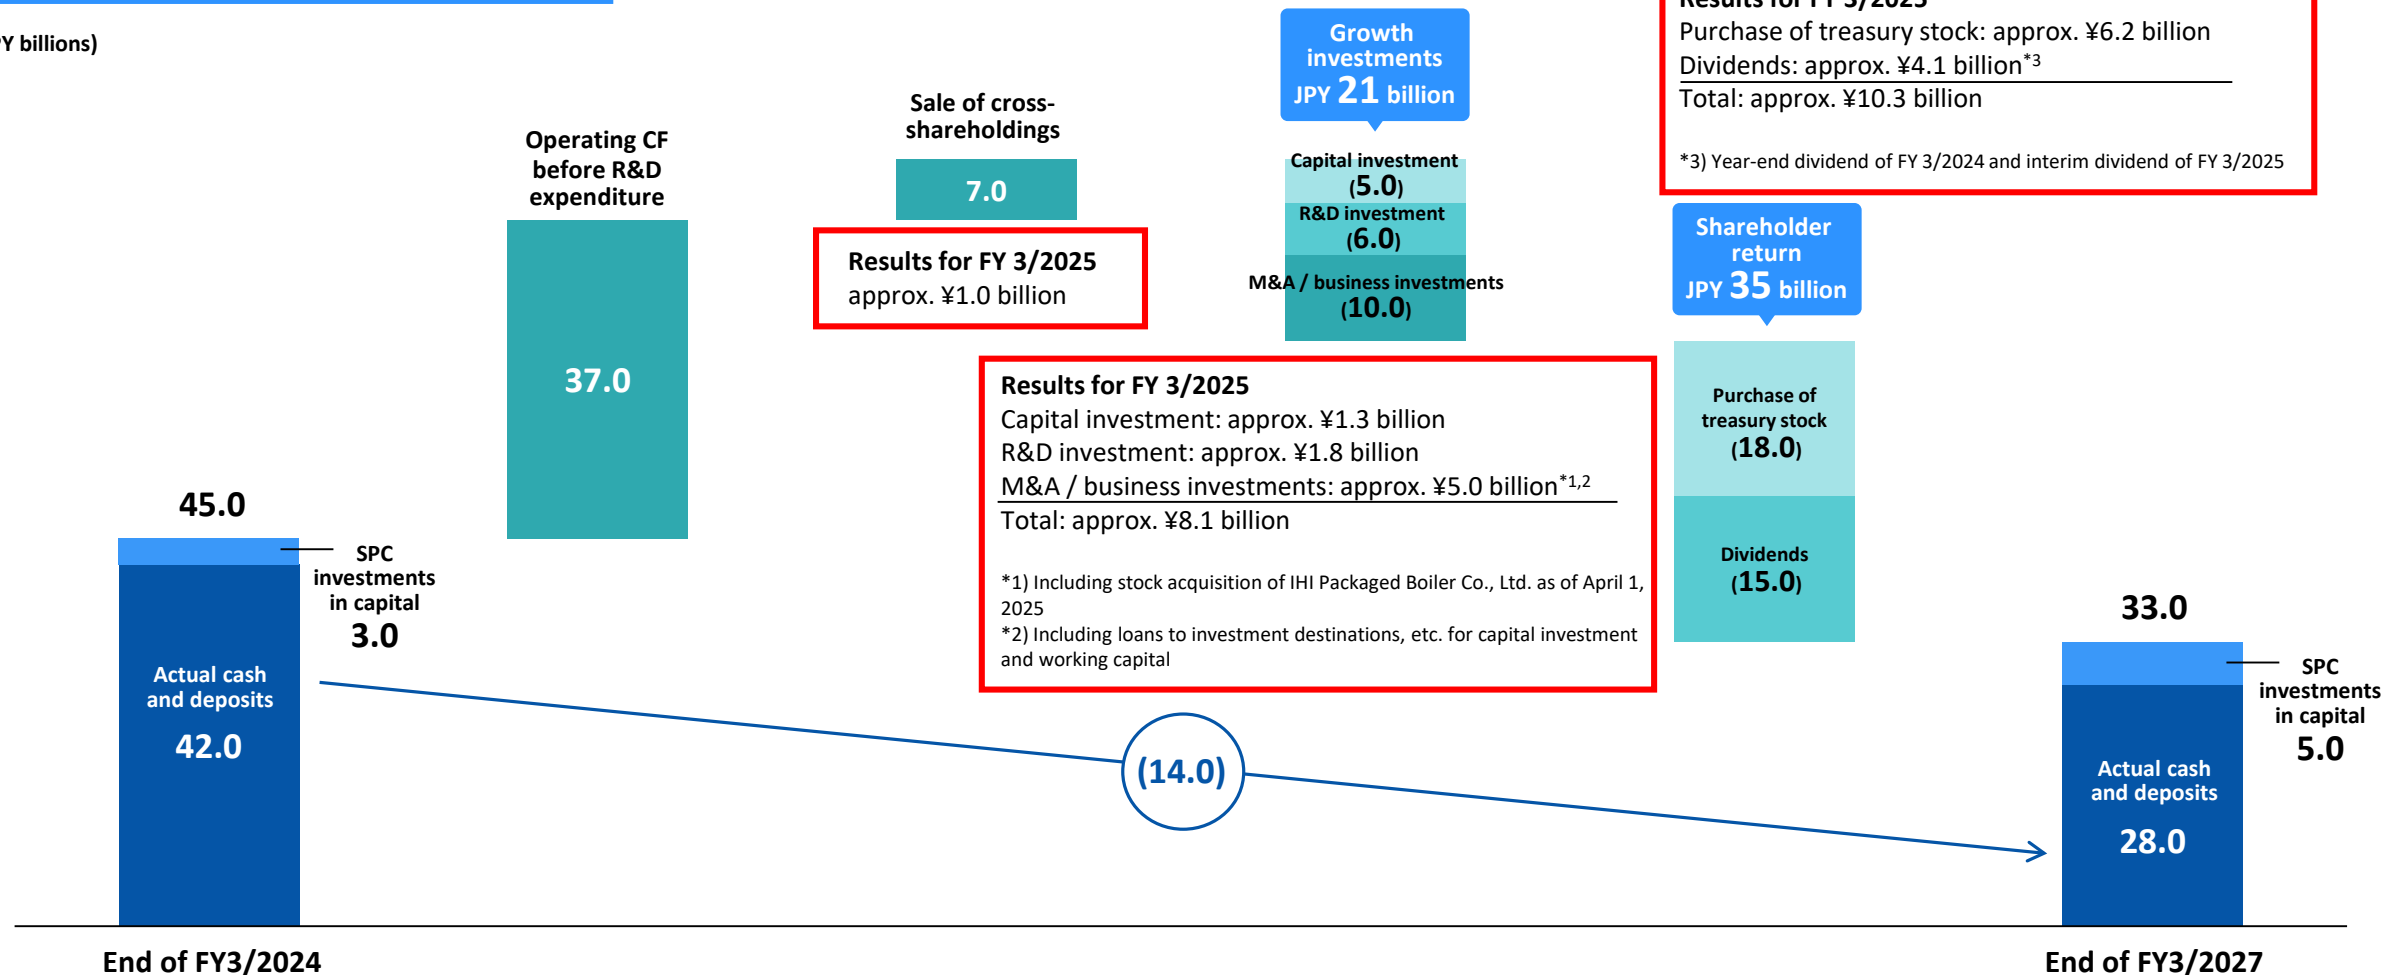 Y billions)
Operating CF
before R&D
expenditure
37.0
Sale of cross-
shareholdings
7.0
Results for FY 3/2025
approx. ¥1.0 billion
Growth
investments
JPY 21 billion
Capital investment
(5.0)
R&D investment
(6.0)
M&A / business investments
(10.0)
Results for FY 3/2025
Capital investment: approx. ¥1.3 billion
R&D investment: approx. ¥1.8 billion
M&A / business investments: approx. ¥5.0 billion*1,2
Total: approx. ¥8.1 billion
*1) Including stock acquisition of IHI Packaged Boiler Co., Ltd. as of April 1,
2025
*2) Including loans to investment destinations, etc. for capital investment
and working capital
Results for FY 3/2025
Purchase of treasury stock: approx. ¥6.2 billion
Dividends: approx. ¥4.1 billion*3
Total: approx. ¥10.3 billion
*3) Year-end dividend of FY 3/2024 and interim dividend of FY 3/2025
Shareholder
return
JPY 35 billion
Purchase of
treasury stock
(18.0)
Dividends
(15.0)
45.0
SPC
investments
in capital
3.0
Actual cash
and deposits
42.0
(14.0)
33.0
SPC
investments
in capital
5.0
Actual cash
and deposits
28.0
End of FY3/2024
End of FY3/2027